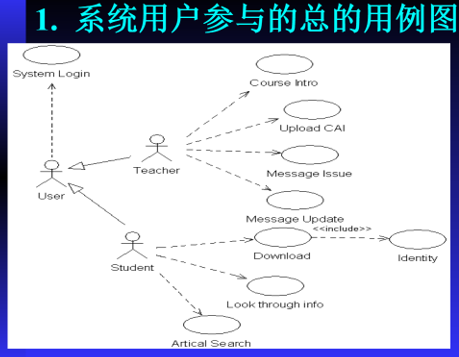 1. 系统用户参与的总的用例图
System Login
Course Intro
Upload CAI
Teacher
Message Issue
User
Message Update
<<include>>
Download
Identity
Student
Look through info
Artical Search